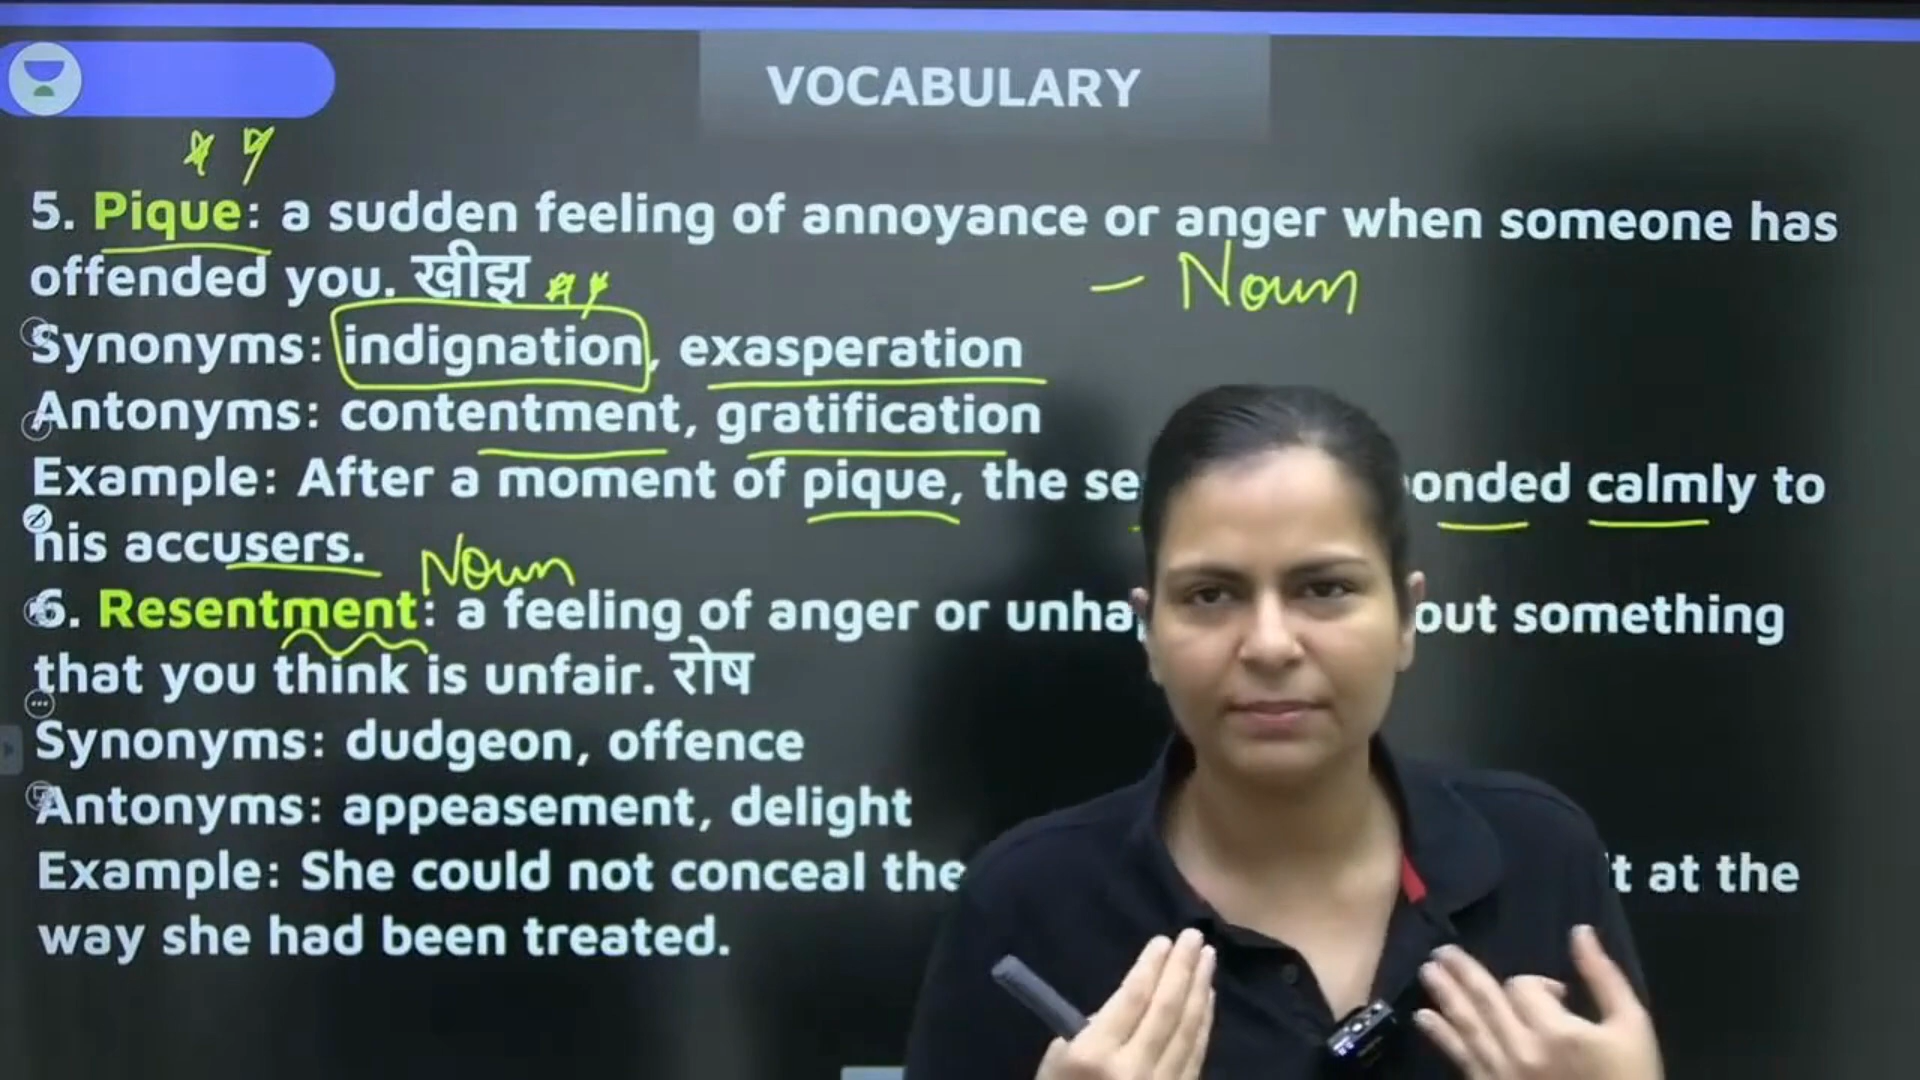 VOCABULARY
5. Pique: a sudden feeling of annoyance or anger when someone has
offended you. खीझ
– Noun
Synonyms: indignation, exasperation
Antonyms: contentment, gratification
Example: After a moment of pique, the se onded calmly to
his accusers.
Noun
6. Resentment: a feeling of anger or unha out something
that you think is unfair. रोष
Synonyms: dudgeon, offence
Antonyms: appeasement, delight
Example: She could not conceal the t at the
way she had been treated.